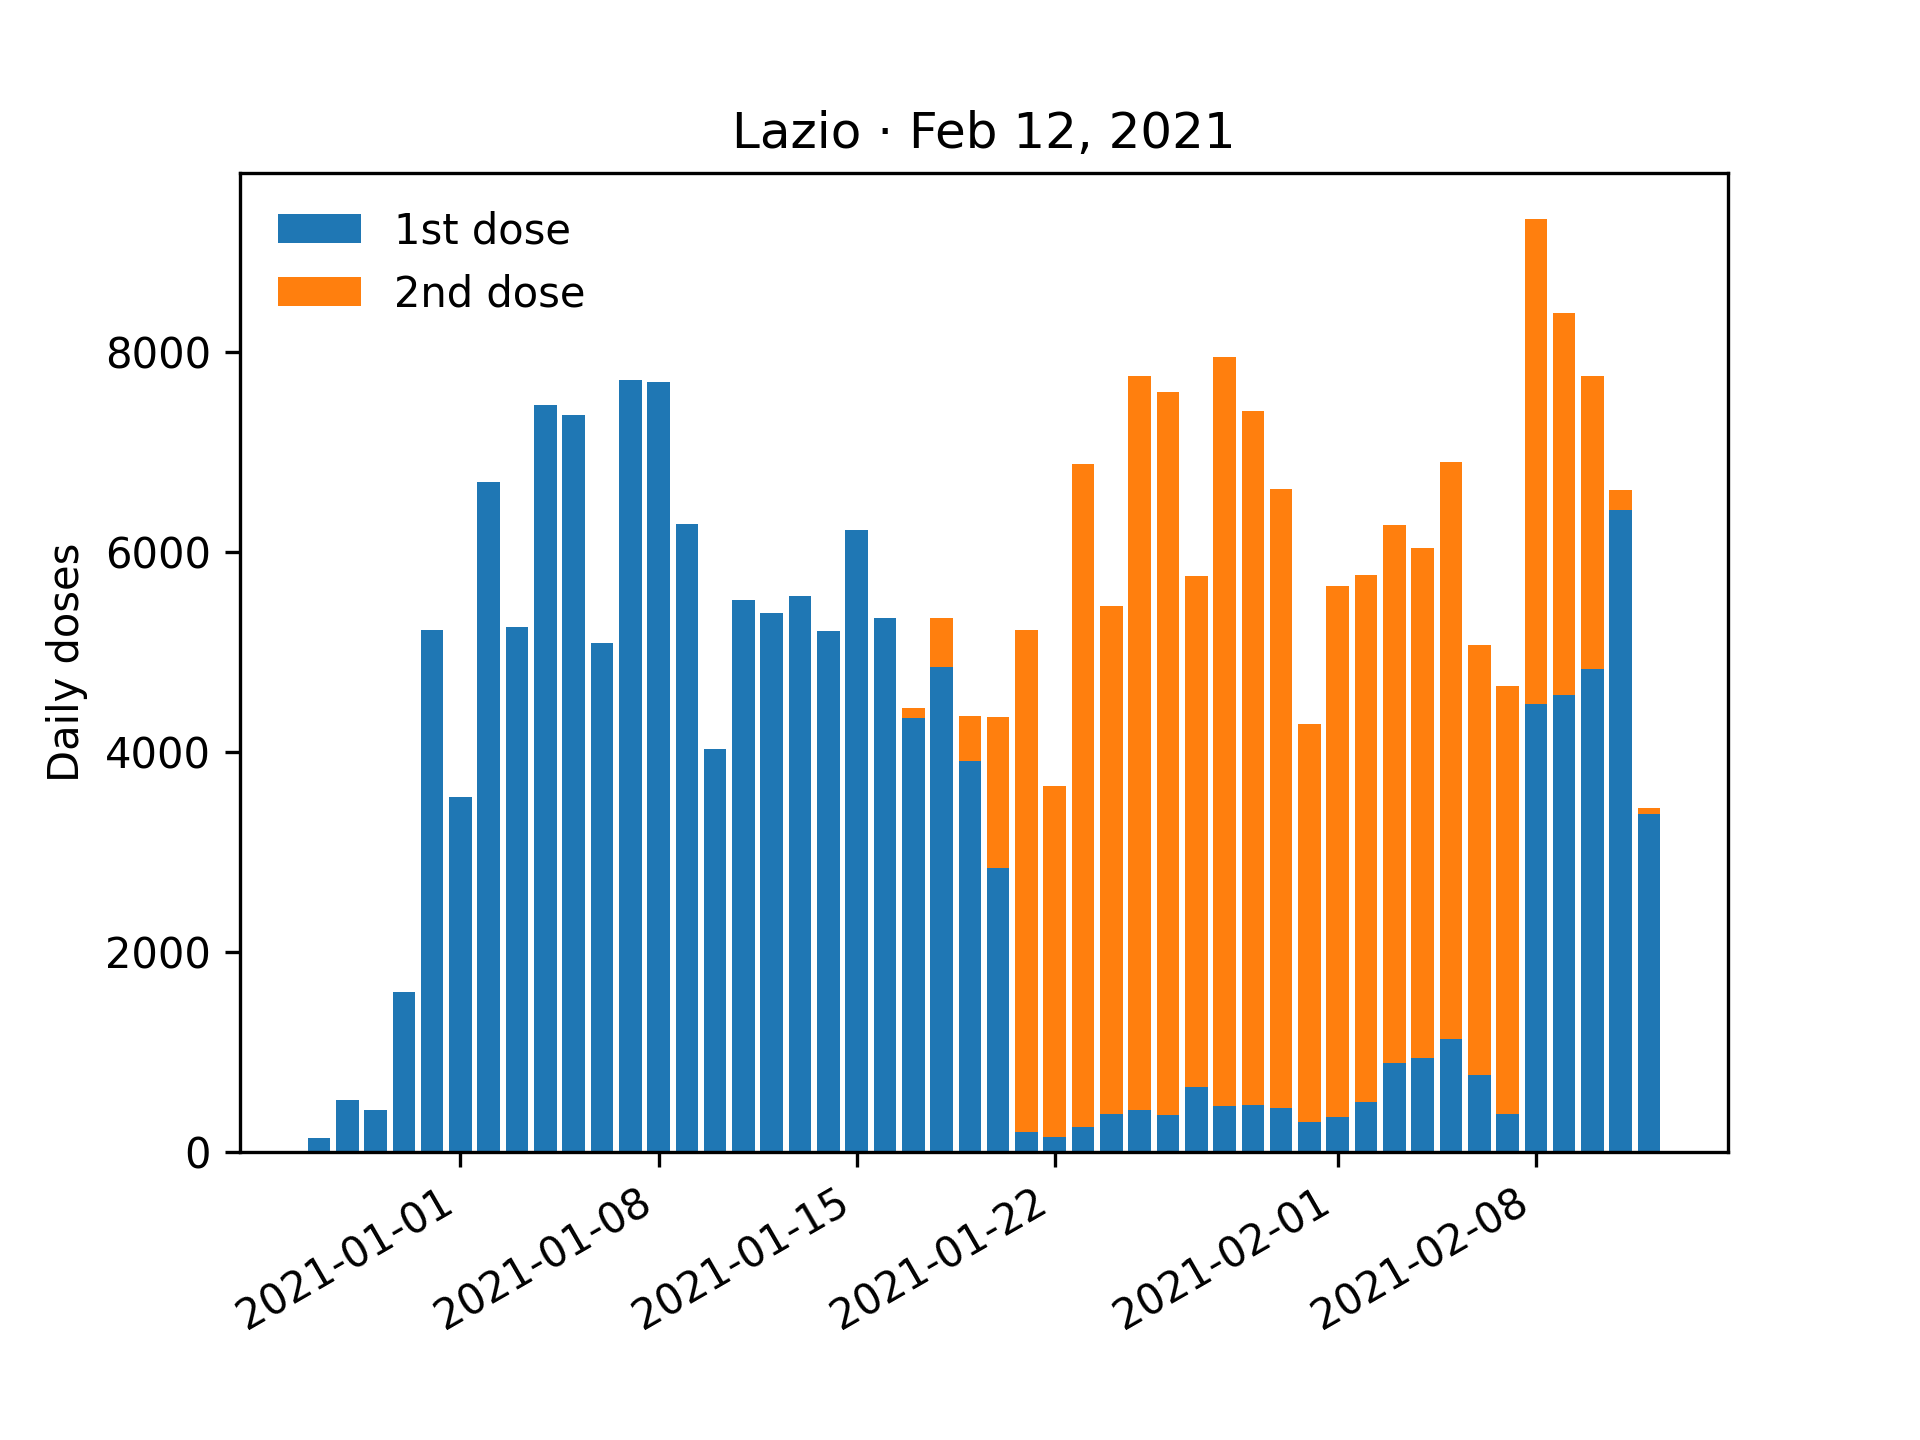 Lazio · Feb 12, 2021
1st dose
2nd dose
Daily doses
8000
6000
4000
2000
0
2021-01-01
2021-01-08
2021-01-15
2021-01-22
2021-02-01
2021-02-08